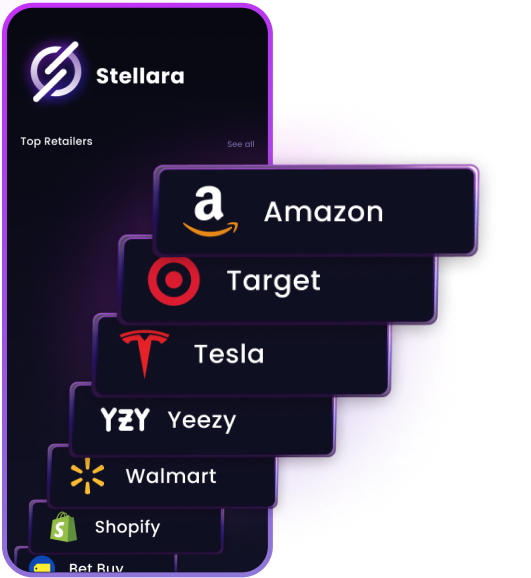 Stellara
Top Retailers
See all
a
Amazon
Target
Tesla
YZY
Yeezy
Walmart
S
Shopify
Bet Buy